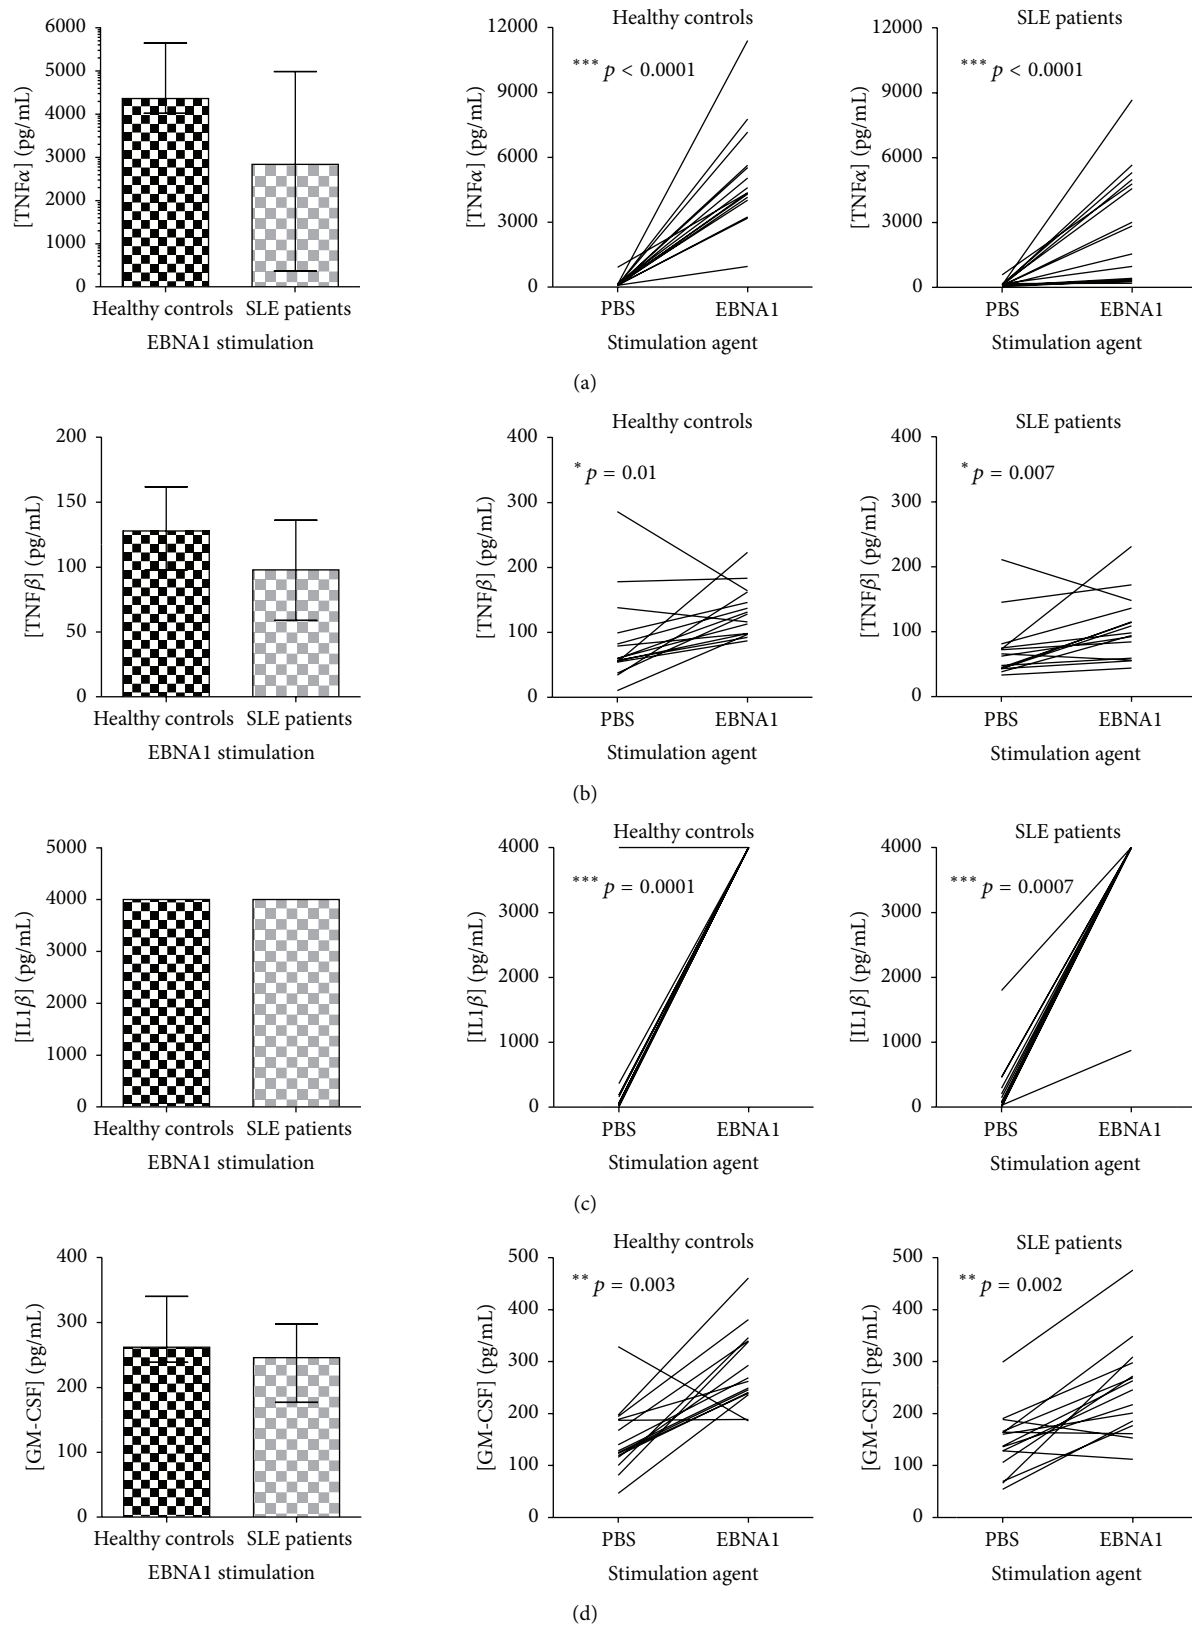 Healthy controls
SLE patients
6000
5000
4000
3000
2000
1000
0
[TNFα] (pg/mL)
Healthy controls SLE patients
EBNA1 stimulation
12000
9000
6000
3000
0
[TNFα] (pg/mL)
*** p < 0.0001
PBS EBNA1
Stimulation agent
12000
9000
6000
3000
0
[TNFα] (pg/mL)
*** p < 0.0001
PBS EBNA1
Stimulation agent
(a)
Healthy controls
SLE patients
200
150
100
50
0
[TNFβ] (pg/mL)
Healthy controls SLE patients
EBNA1 stimulation
400
300
200
100
0
[TNFβ] (pg/mL)
* p = 0.01
PBS EBNA1
Stimulation agent
400
300
200
100
0
[TNFβ] (pg/mL)
* p = 0.007
PBS EBNA1
Stimulation agent
(b)
Healthy controls
SLE patients
5000
4000
3000
2000
1000
0
[IL1β] (pg/mL)
Healthy controls SLE patients
EBNA1 stimulation
4000
3000
2000
1000
0
[IL1β] (pg/mL)
*** p = 0.0001
PBS EBNA1
Stimulation agent
4000
3000
2000
1000
0
[IL1β] (pg/mL)
*** p = 0.0007
PBS EBNA1
Stimulation agent
(c)
Healthy controls
SLE patients
400
300
200
100
0
[GM-CSF] (pg/mL)
Healthy controls SLE patients
EBNA1 stimulation
500
400
300
200
100
0
[GM-CSF] (pg/mL)
** p = 0.003
PBS EBNA1
Stimulation agent
500
400
300
200
100
0
[GM-CSF] (pg/mL)
** p = 0.002
PBS EBNA1
Stimulation agent
(d)